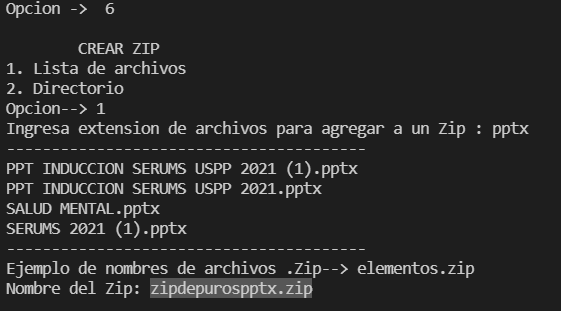 Opcion ->  6
CREAR ZIP
1. Lista de archivos
2. Directorio
Opcion--> 1
Ingresa extension de archivos para agregar a un Zip : pptx
----------------------------------------
PPT INDUCCION SERUMS USPP 2021 (1).pptx
PPT INDUCCION SERUMS USPP 2021.pptx
SALUD MENTAL.pptx
SERUMS 2021 (1).pptx
----------------------------------------
Ejemplo de nombres de archivos .Zip--> elementos.zip
Nombre del Zip: zipdepurospptx.zip